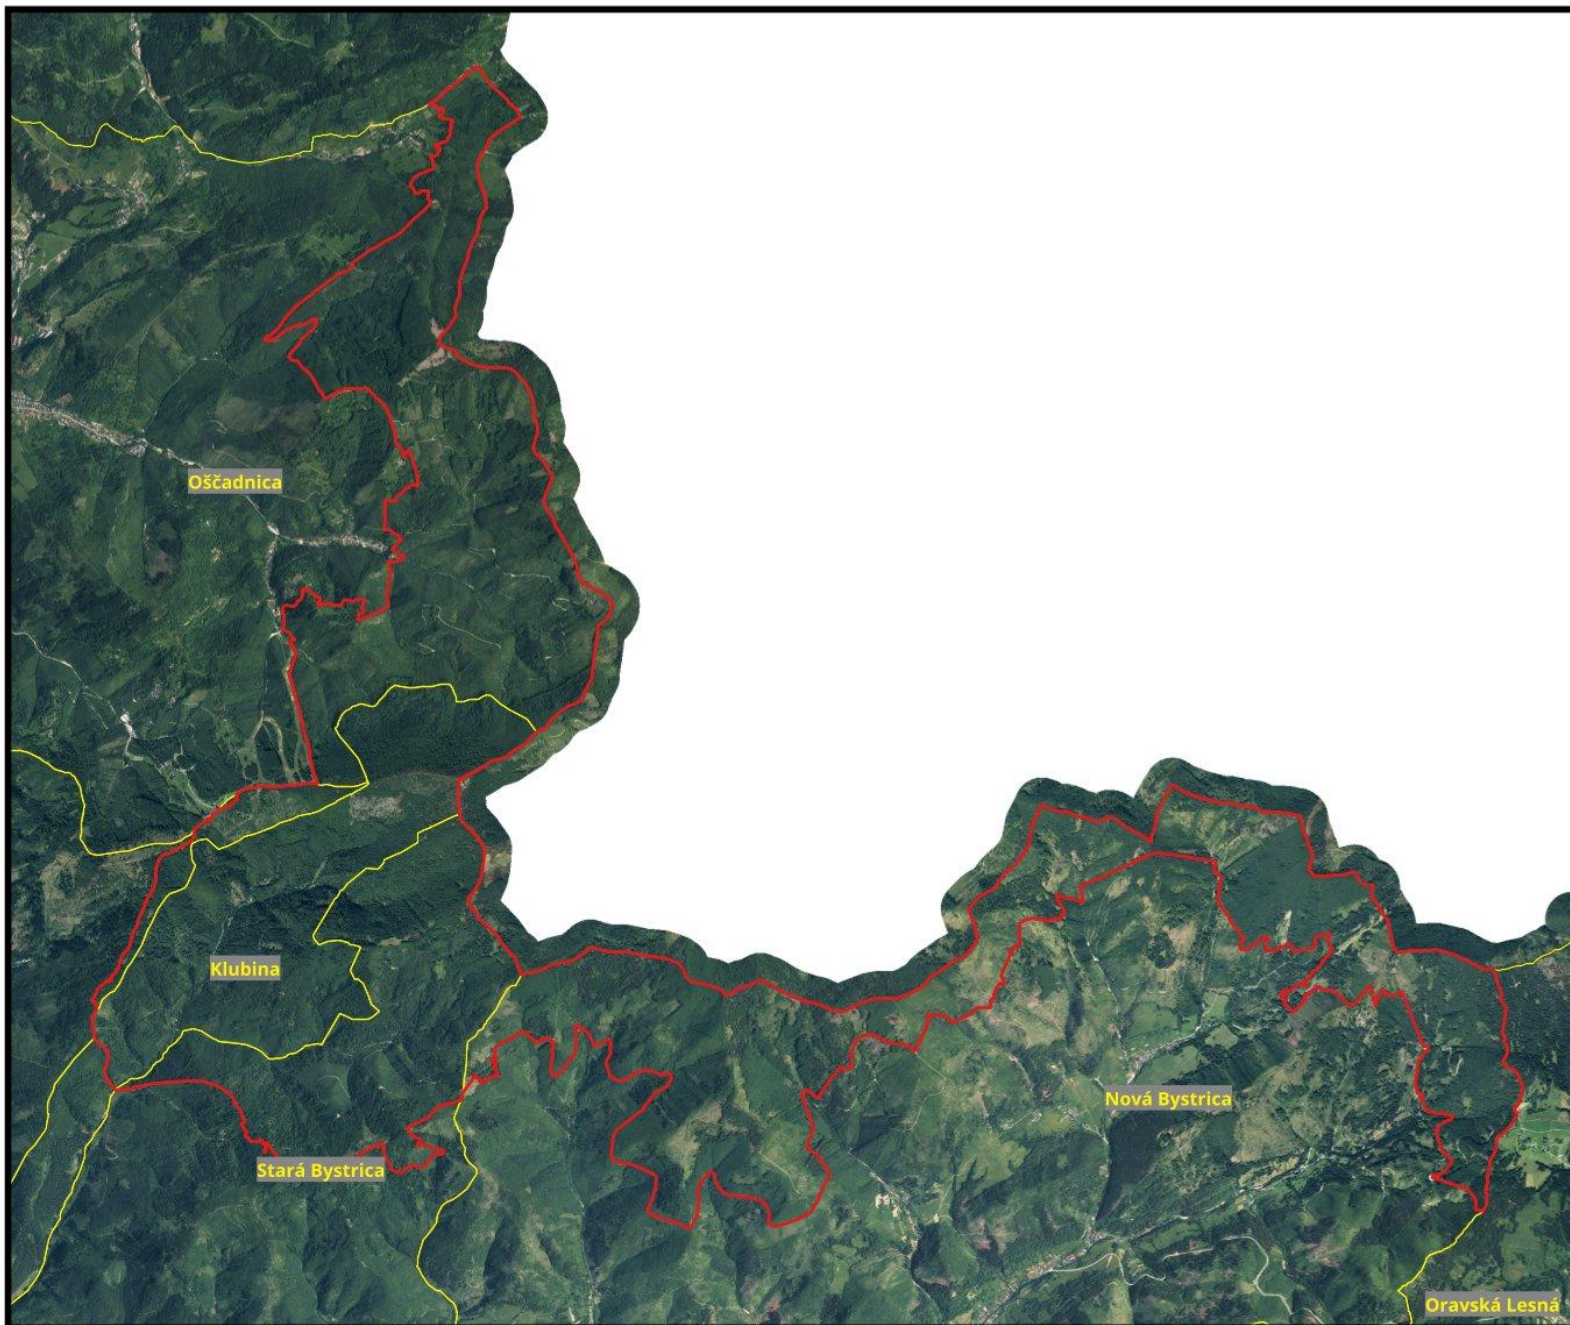 Oščadnica
Klubina
Nová Bystrica
Stará Bystrica
Oravská Lesná